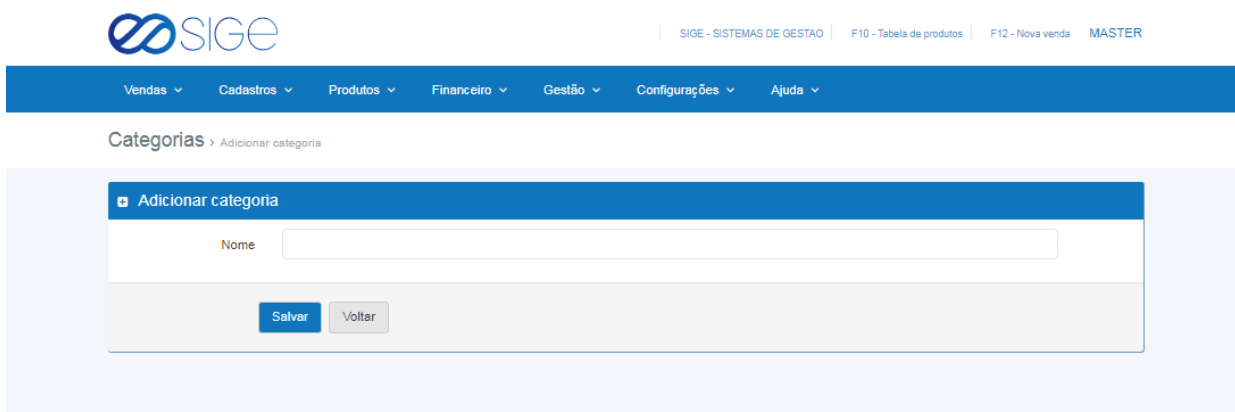 SIGE
SIGE - SISTEMAS DE GESTAO F10 - Tabela de produtos F12 - Nova venda MASTER
Vendas Cadastros Produtos Financeiro Gestão Configurações Ajuda
Categorias > Adicionar categoria
Adicionar categoria
Nome
Salvar Voltar